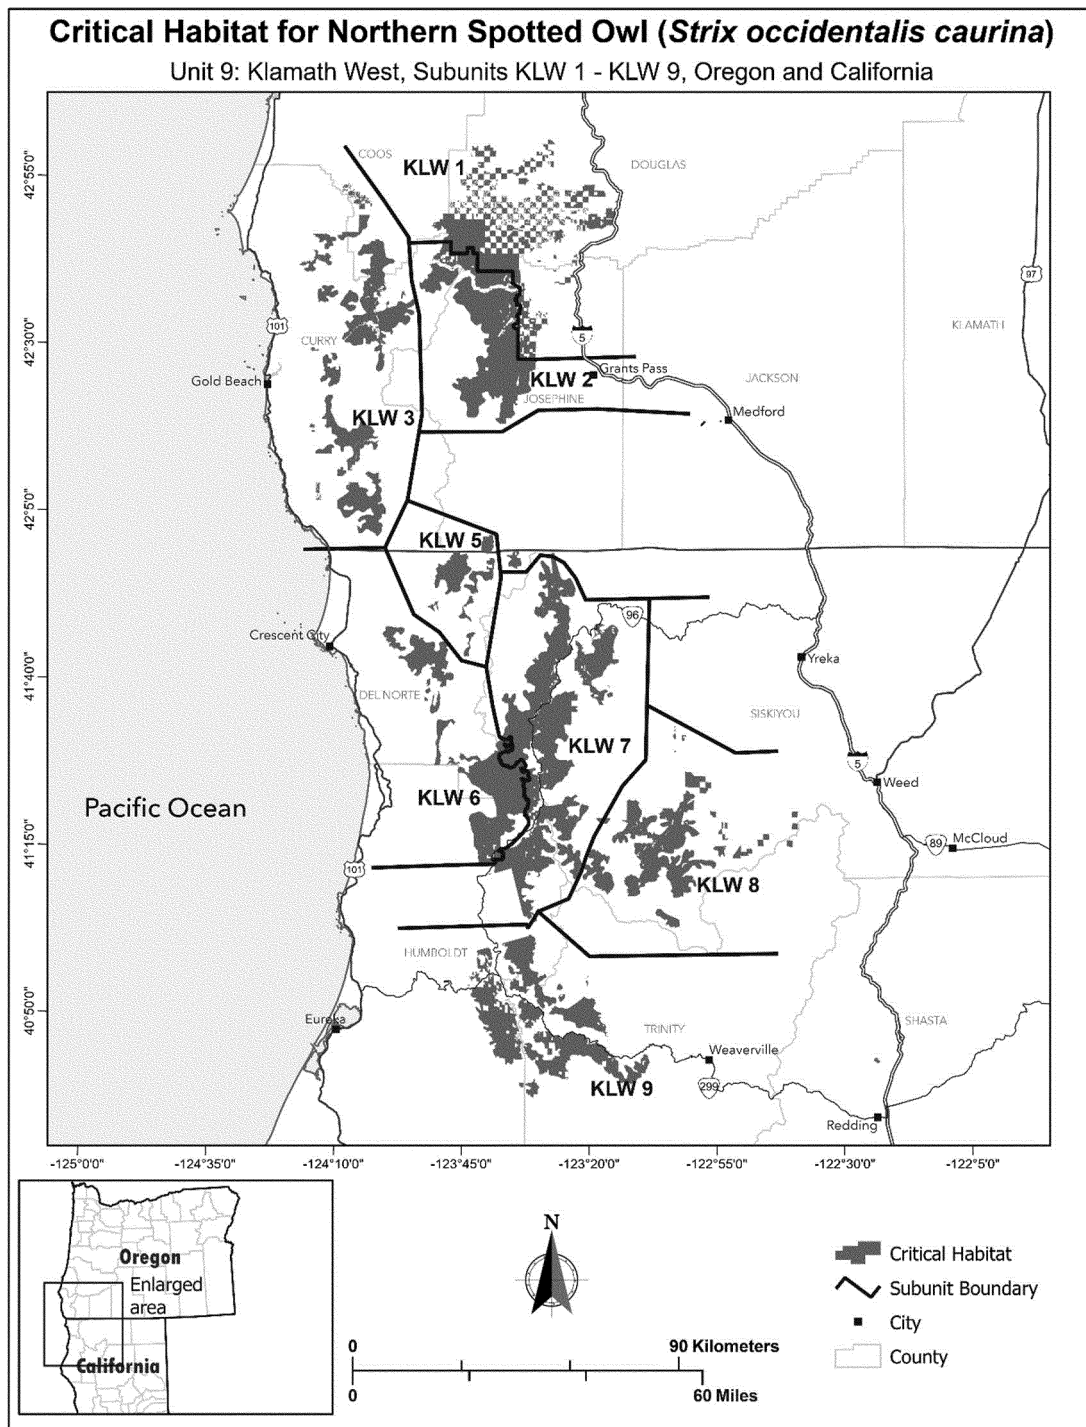 Critical Habitat for Northern Spotted Owl (Strix occidentalis caurina)
Unit 9: Klamath West, Subunits KLW 1 - KLW 9, Oregon and California
42°55'0"
42°30'0"
42°5'0"
41°40'0"
41°15'0"
40°50'0"
COOS
KLW 1
DOUGLAS
97
101
5
KLAMATH
CURRY
Gold Beach
KLW 2
Grants Pass
JOSEPHINE
JACKSON
KLW 3
Medford
KLW 5
96
Crescent City
Yreka
DEL NORTE
SISKIYOU
KLW 7
5
Weed
KLW 6
Pacific Ocean
McCloud
89
101
KLW 8
HUMBOLDT
Eureka
TRINITY
SHASTA
Weaverville
KLW 9
299
Redding
-125°0'0"
-124°35'0"
-124°10'0"
-123°45'0"
-123°20'0"
-122°55'0"
-122°30'0"
-122°5'0"
Oregon
Enlarged
area
California
N
0
90 Kilometers
0
60 Miles
Critical Habitat
Subunit Boundary
City
County